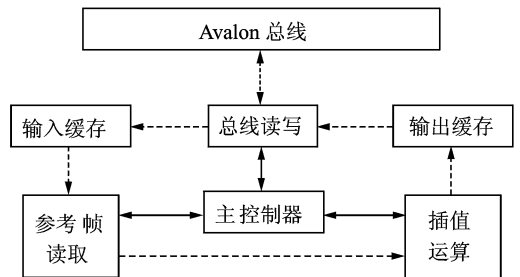 Avalon 总线
输入缓存
总线读写
输出缓存
参考 帧
读取
主 控制器
插值
运算